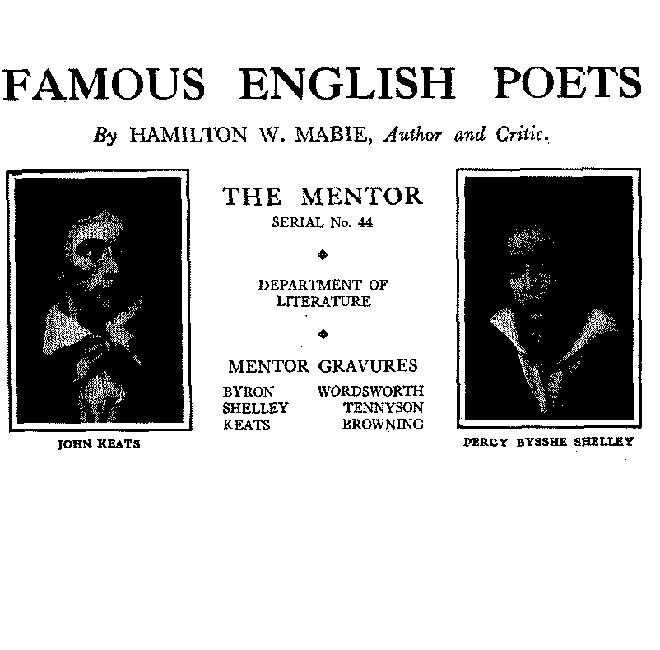 FAMOUS ENGLISH POETS
By HAMILTON W. MABIE, Author and Critic.
THE MENTOR
SERIAL No. 44
DEPARTMENT OF
LITERATURE
MENTOR GRAVURES
BYRON WORDSWORTH
SHELLEY TENNYSON
KEATS BROWNING
JOHN KEATS
PERCY BYSSHE SHELLEY